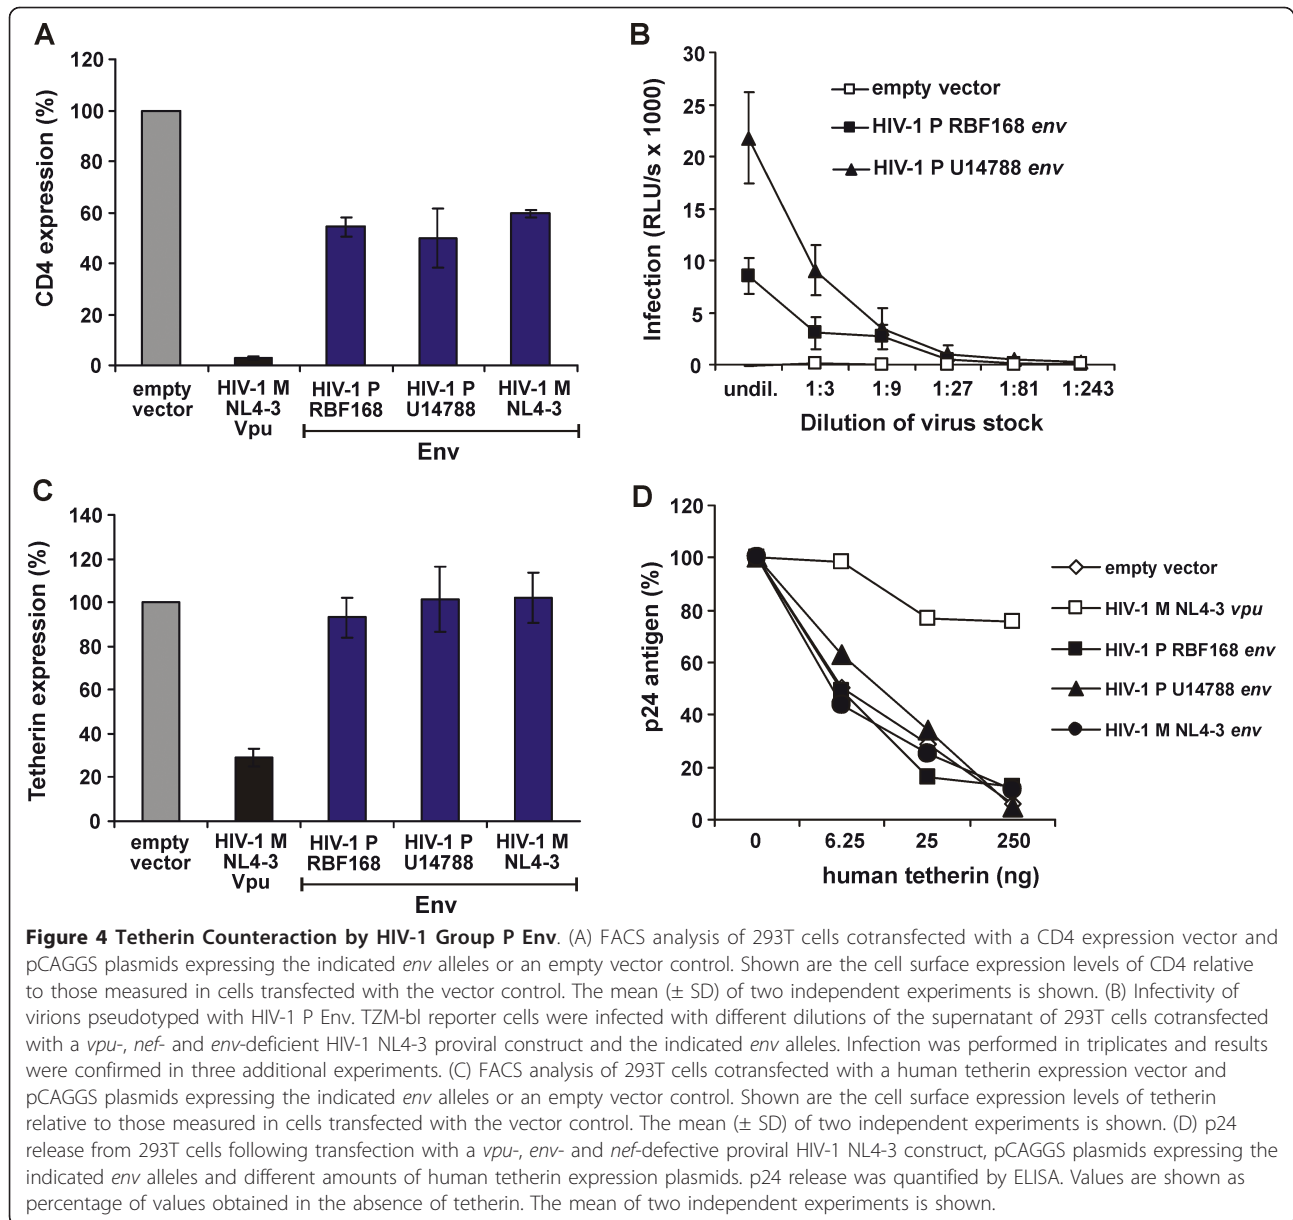 A
CD4 expression (%)
120
100
80
60
40
20
0
empty
vector
HIV-1 M
NL4-3
Vpu
HIV-1 P
RBF168
HIV-1 P
U14788
HIV-1 M
NL4-3
Env
B
Infection (RLU/s x 1000)
30
25
20
15
10
5
0
empty vector
HIV-1 P RBF168 env
HIV-1 P U14788 env
undil. 1:3 1:9 1:27 1:81 1:243
Dilution of virus stock
C
Tetherin expression (%)
140
120
100
80
60
40
20
0
empty
vector
HIV-1 M
NL4-3
Vpu
HIV-1 P
RBF168
HIV-1 P
U14788
HIV-1 M
NL4-3
Env
D
p24 antigen (%)
120
100
80
60
40
20
0
empty vector
HIV-1 M NL4-3 vpu
HIV-1 P RBF168 env
HIV-1 P U14788 env
HIV-1 M NL4-3 env
0 6.25 25 250
human tetherin (ng)
Figure 4 Tetherin Counteraction by HIV-1 Group P Env. (A) FACS analysis of 293T cells cotransfected with a CD4 expression vector and
pCAGGS plasmids expressing the indicated env alleles or an empty vector control. Shown are the cell surface expression levels of CD4 relative
to those measured in cells transfected with the vector control. The mean (± SD) of two independent experiments is shown. (B) Infectivity of
virions pseudotyped with HIV-1 P Env. TZM-bl reporter cells were infected with different dilutions of the supernatant of 293T cells cotransfected
with a vpu-, nef- and env-deficient HIV-1 NL4-3 proviral construct and the indicated env alleles. Infection was performed in triplicates and results
were confirmed in three additional experiments. (C) FACS analysis of 293T cells cotransfected with a human tetherin expression vector and
pCAGGS plasmids expressing the indicated env alleles or an empty vector control. Shown are the cell surface expression levels of tetherin
relative to those measured in cells transfected with the vector control. The mean (± SD) of two independent experiments is shown. (D) p24
release from 293T cells following transfection with a vpu-, env- and nef-defective proviral HIV-1 NL4-3 construct, pCAGGS plasmids expressing the
indicated env alleles and different amounts of human tetherin expression plasmids. p24 release was quantified by ELISA. Values are shown as
percentage of values obtained in the absence of tetherin. The mean of two independent experiments is shown.